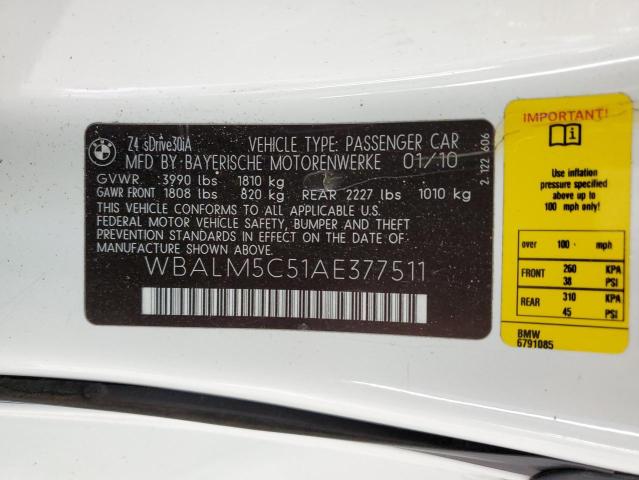 BMW
Z4 sDrive30iA VEHICLE TYPE: PASSENGER CAR
MFD BY: BAYERISCHE MOTORENWERKE 01/10
GVWR 3990 lbs 1810 kg
GAWR FRONT 1808 lbs 820 kg REAR 2227 lbs 1010 kg
THIS VEHICLE CONFORMS TO ALL APPLICABLE U.S.
FEDERAL MOTOR VEHICLE SAFETY, BUMPER AND THEFT
PREVENTION STANDARDS IN EFFECT ON THE DATE OF
MANUFACTURE SHOWN ABOVE.
WBALM5C51AE377511
2.122 606
IMPORTANT!
Use inflation
pressure specified
above up to
100 mph only!
over 100 mph
FRONT 260 KPA
38 PSI
REAR 310 KPA
45 PSI
BMW
6791085